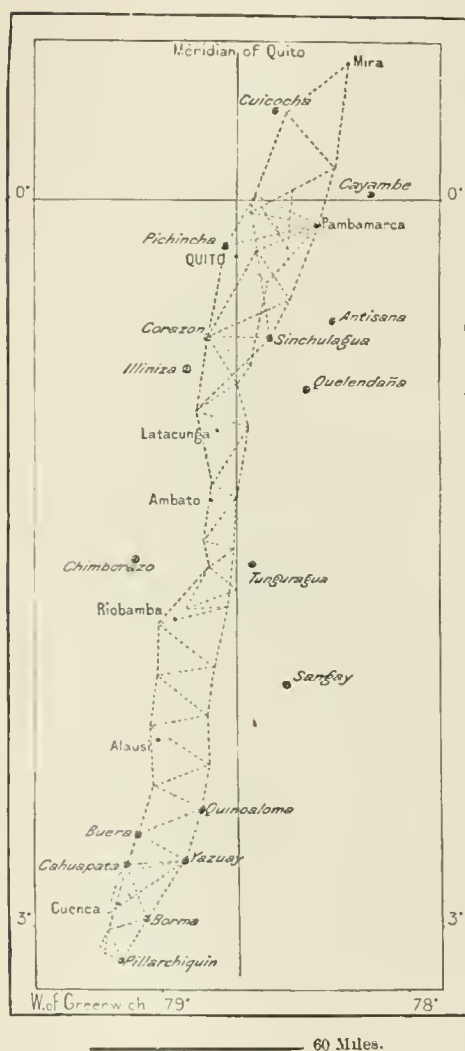 Meridian of Quito
Mira
Cuicocha
Cayambe
0°
0°
Pambamarca
Pichincha
QUITO
Antisana
Corazon
Sinchulagua
Illiniza
Quelendaña
Latacunga
Ambato
Chimborazo
Tunguragua
Riobamba
Sangay
Alausi
Quinoaloma
Buera
Cahuapata
Yazuay
Cuenca
3°
Borma
3°
Pillarchiquin
W. of Greenwich 79° 78°
60 Miles.